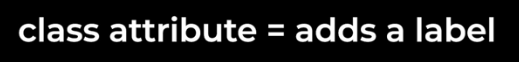 class attribute = adds a label